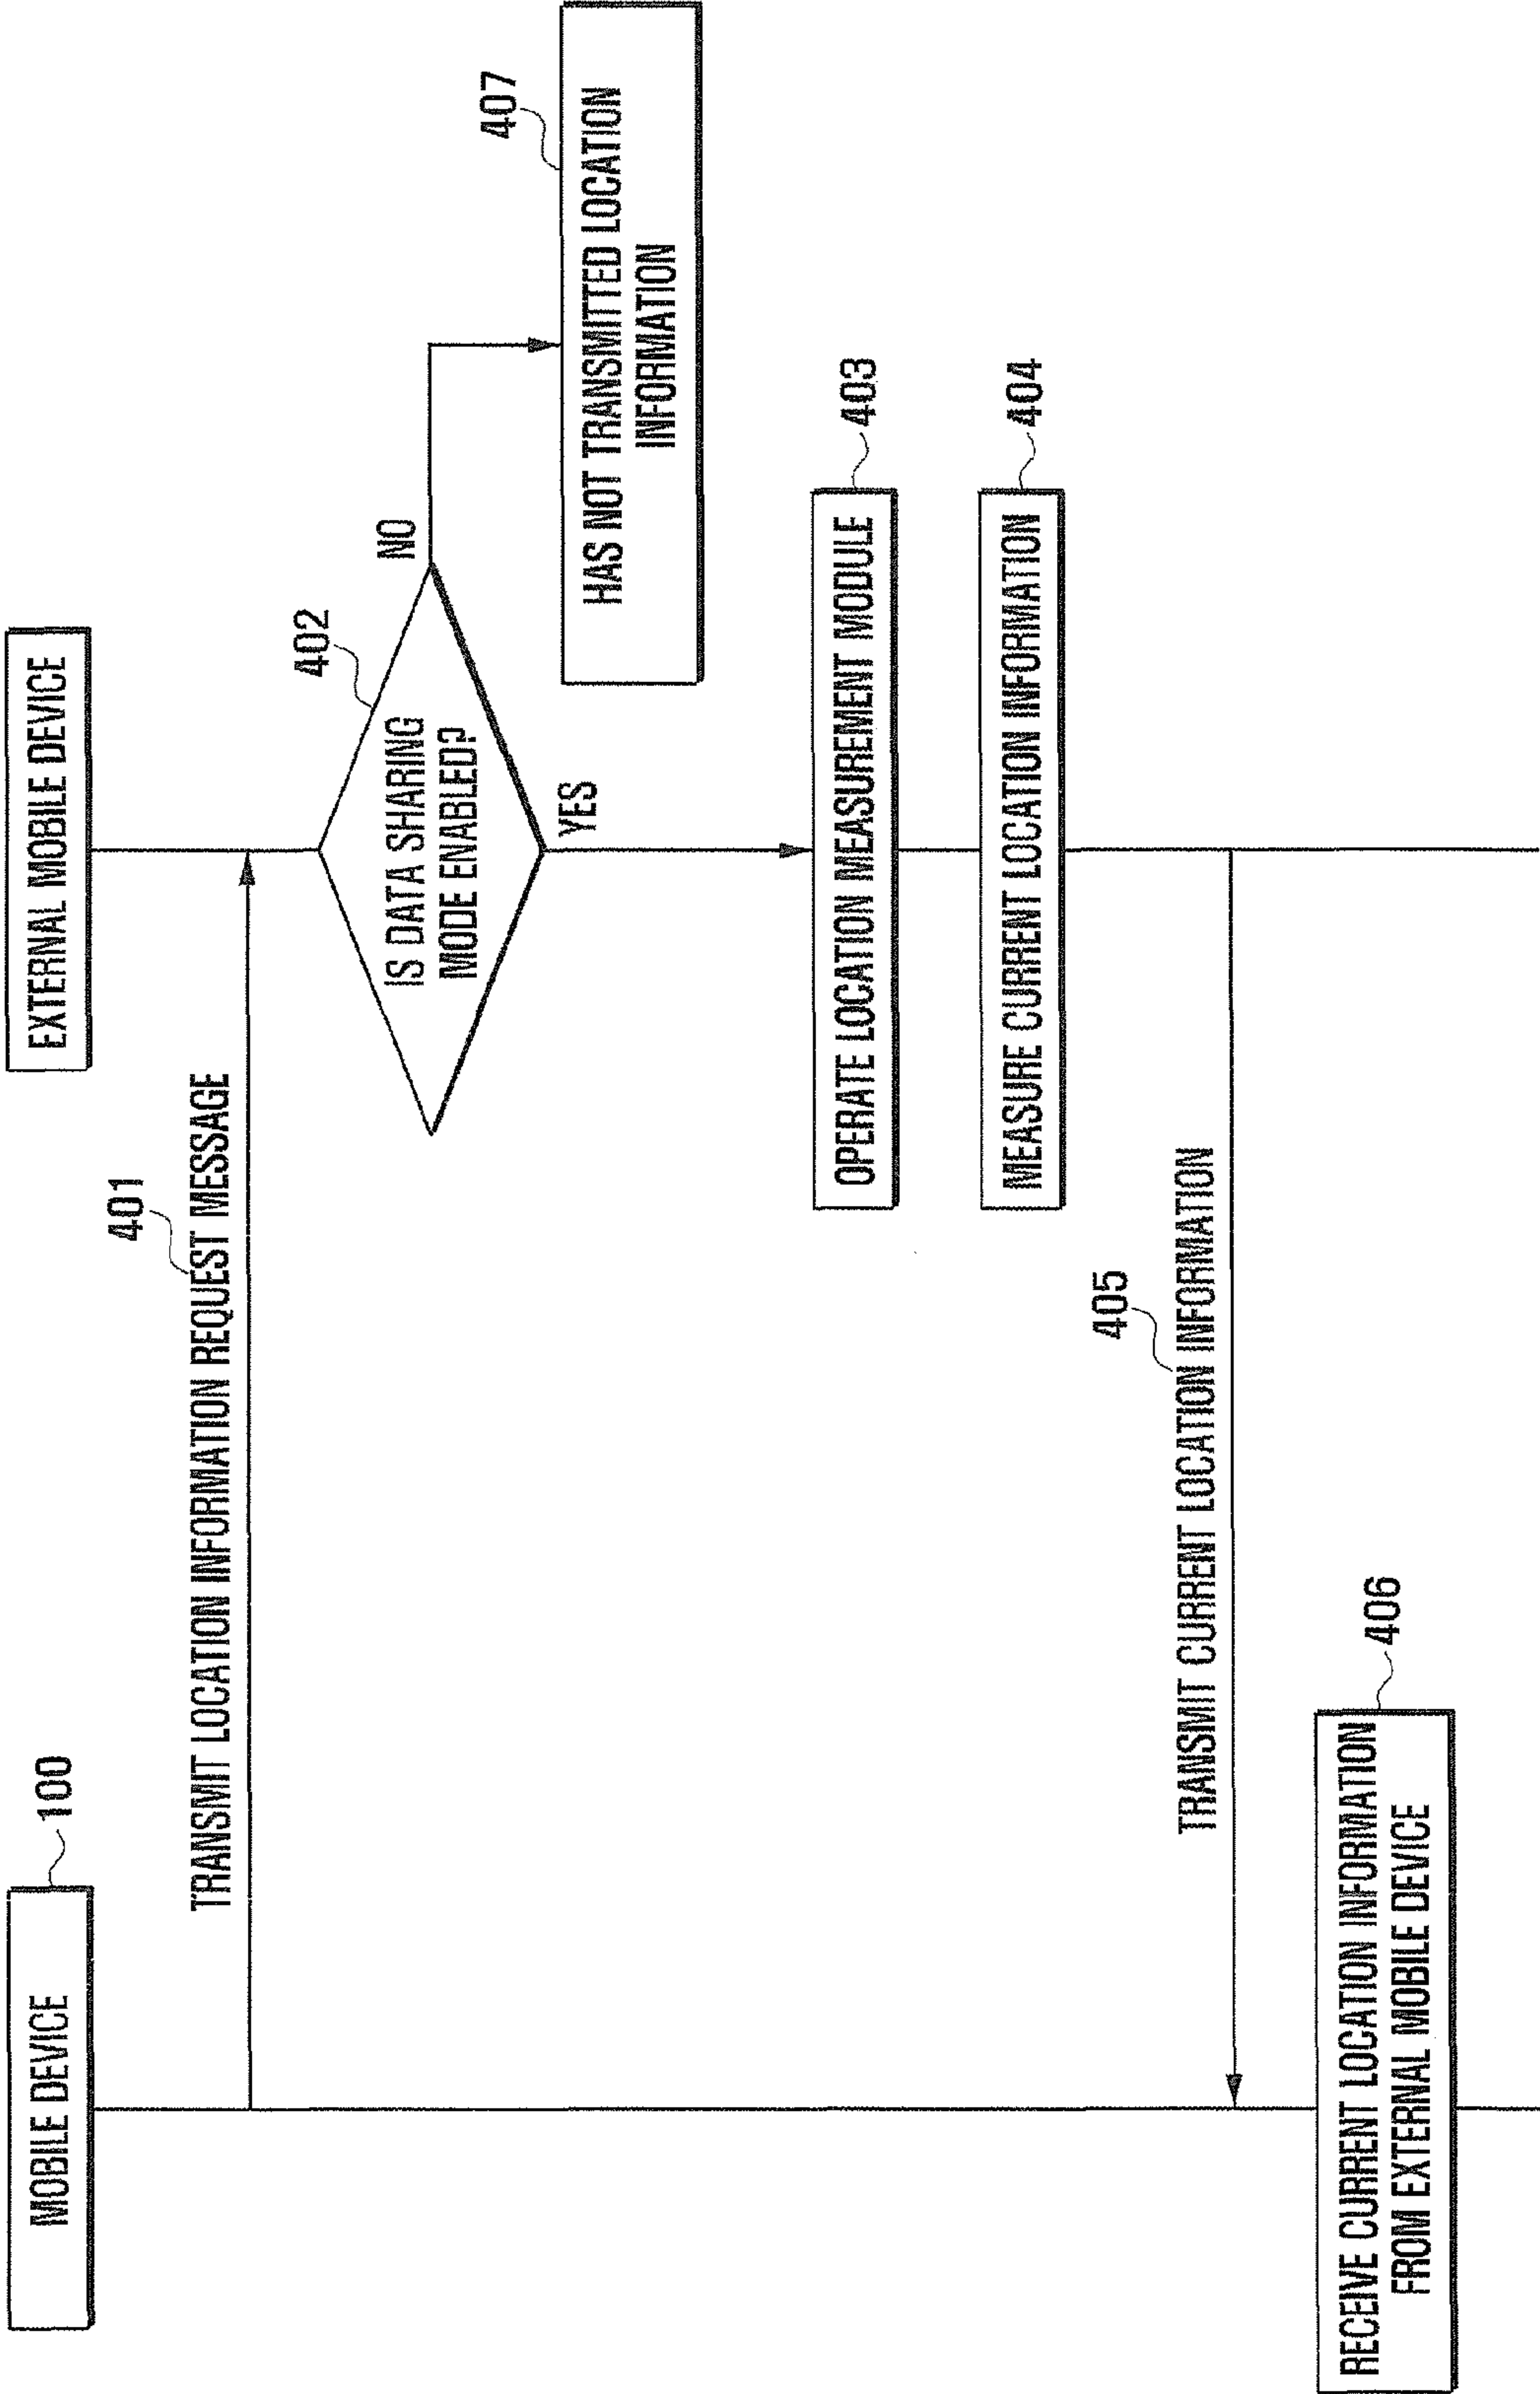 MOBILE DEVICE
100
EXTERNAL MOBILE DEVICE
401
TRANSMIT LOCATION INFORMATION REQUEST MESSAGE
402
IS DATA SHARING
MODE ENABLED?
NO
YES
407
HAS NOT TRANSMITTED LOCATION
INFORMATION
OPERATE LOCATION MEASUREMENT MODULE
403
MEASURE CURRENT LOCATION INFORMATION
404
405
TRANSMIT CURRENT LOCATION INFORMATION
RECEIVE CURRENT LOCATION INFORMATION
FROM EXTERNAL MOBILE DEVICE
406